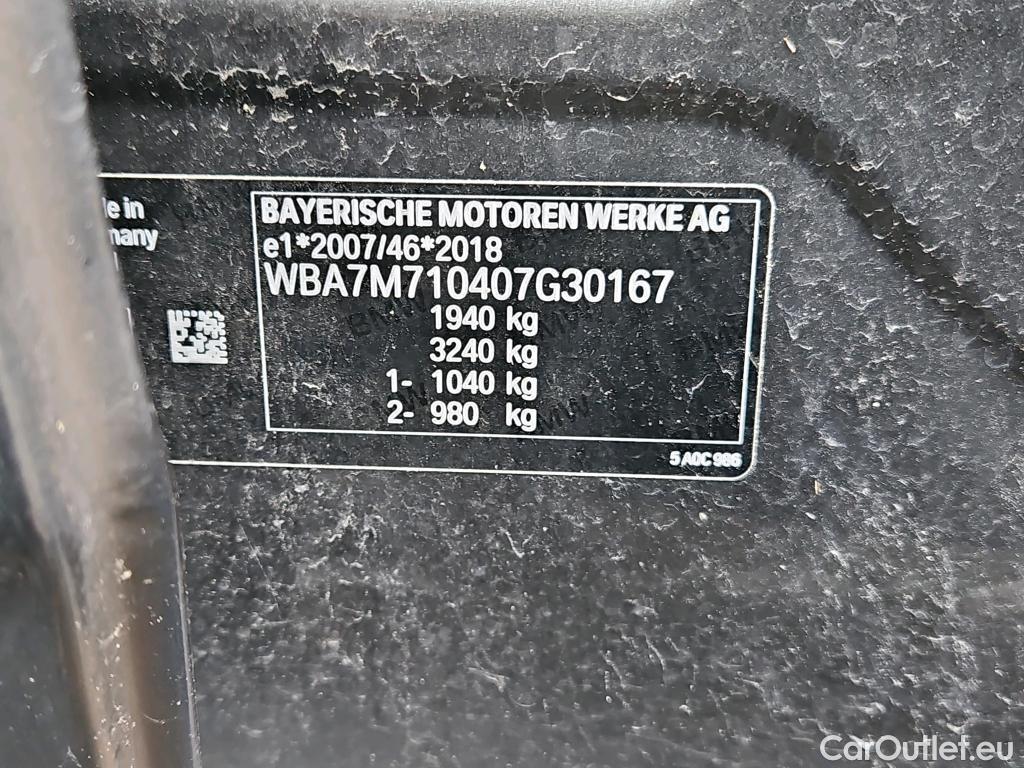 BAYERISCHE MOTOREN WERKE AG
e1*2007/46*2018
WBA7M710407G30167
1940 kg
3240 kg
1- 1040 kg
2- 980 kg
in
5 A0C 986
CarOutlet.eu